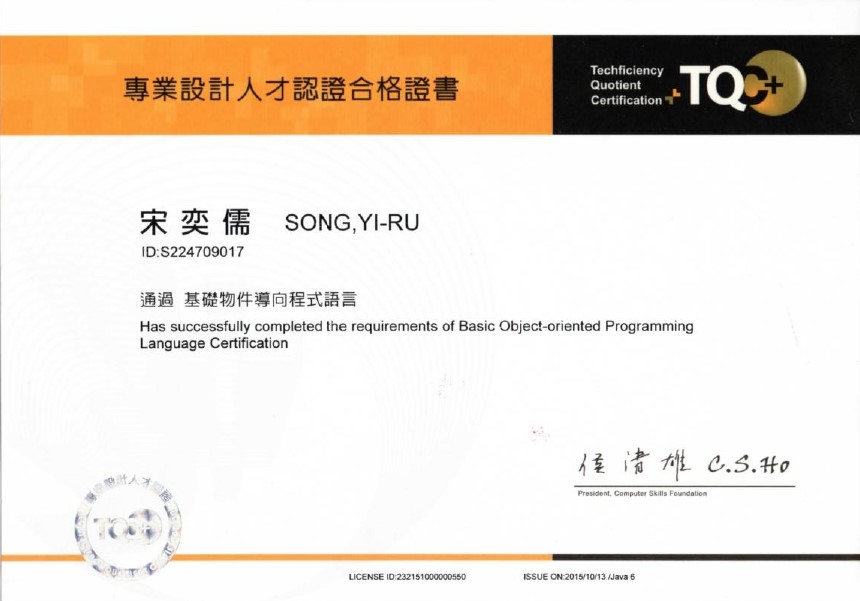 專業設計人才認證合格證書
Techficiency
Quotient
Certification
TQC+
宋奕儒 SONG,YI-RU
ID:S224709017
通過 基礎物件導向程式語言
Has successfully completed the requirements of Basic Object-oriented Programming
Language Certification
C.S.Ho
President, Computer Skills Foundation
專業設計人才認證
TQC+
LICENSE ID:232151000000550
ISSUE ON:2015/10/13 /Java 6